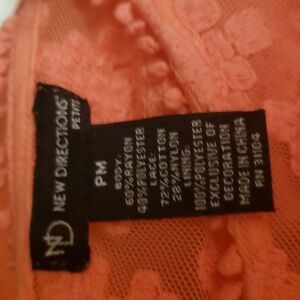 ND NEW DIRECTIONS®
PETITE
PM
BODY:
60%RAYON
40%POLYESTER
LACE:
72%COTTON
28%NYLON
LINING:
100%POLYESTER
EXCLUSIVE OF
DECORATION
MADE IN CHINA
RN 31104